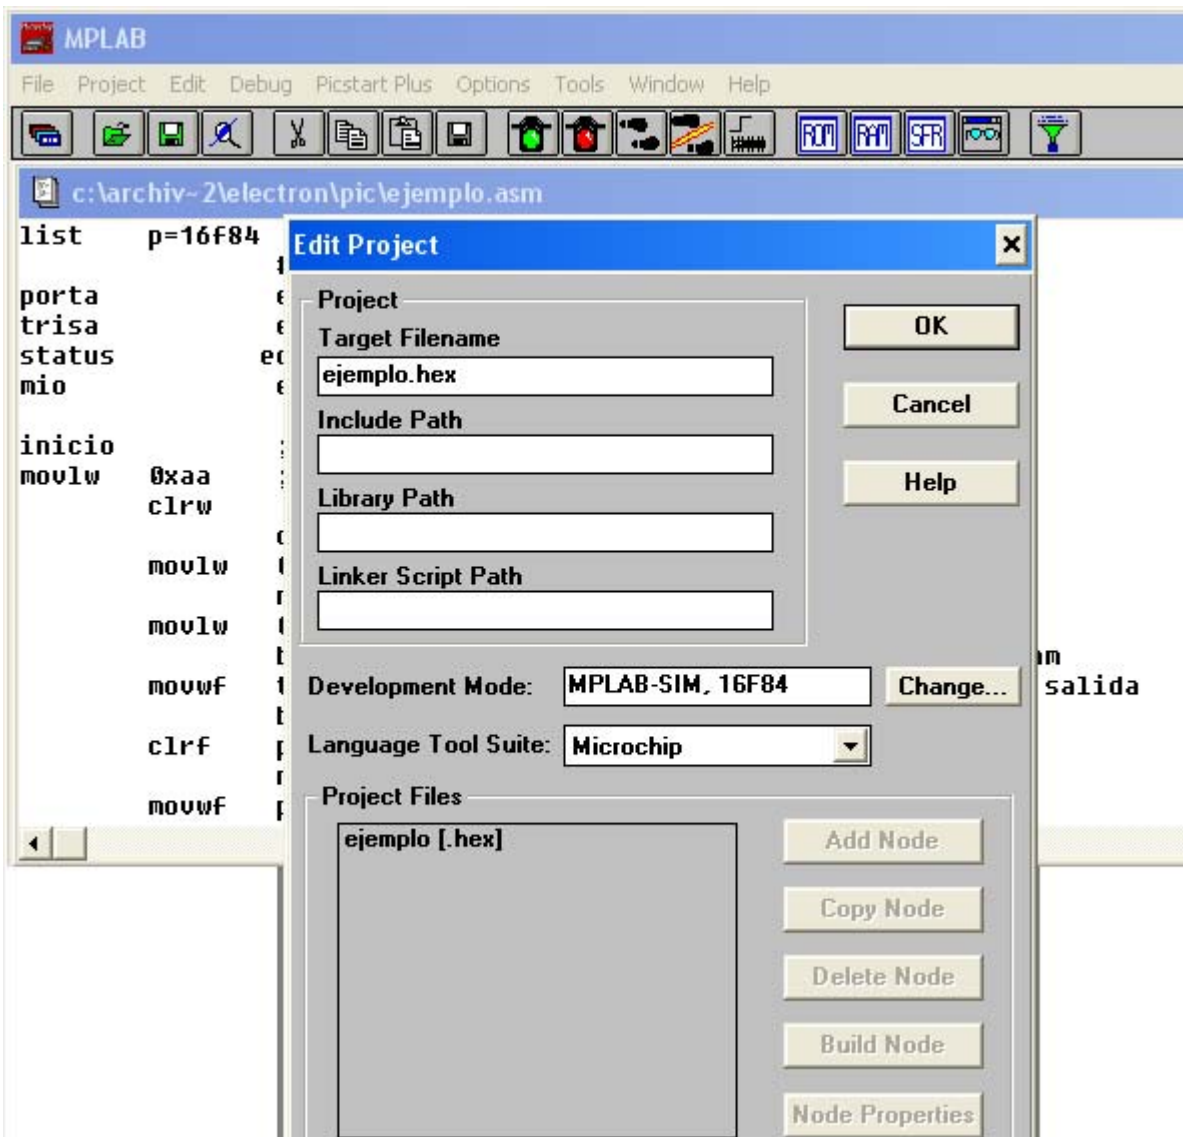 MPLAB
File Project Edit Debug Picstart Plus Options Tools Window Help
ROM RAM SFR
c:\archiv~2\electron\pic\ejemplo.asm
list p=16f84
porta
trisa
status
mio
inicio
movlw 0xaa
clrw
movlw
movlw
movwf salida
clrf
movwf
Edit Project
Project
Target Filename
ejemplo.hex
Include Path
Library Path
Linker Script Path
OK
Cancel
Help
Development Mode: MPLAB-SIM, 16F84 Change...
Language Tool Suite: Microchip
Project Files
ejemplo [.hex]
Add Node
Copy Node
Delete Node
Build Node
Node Properties